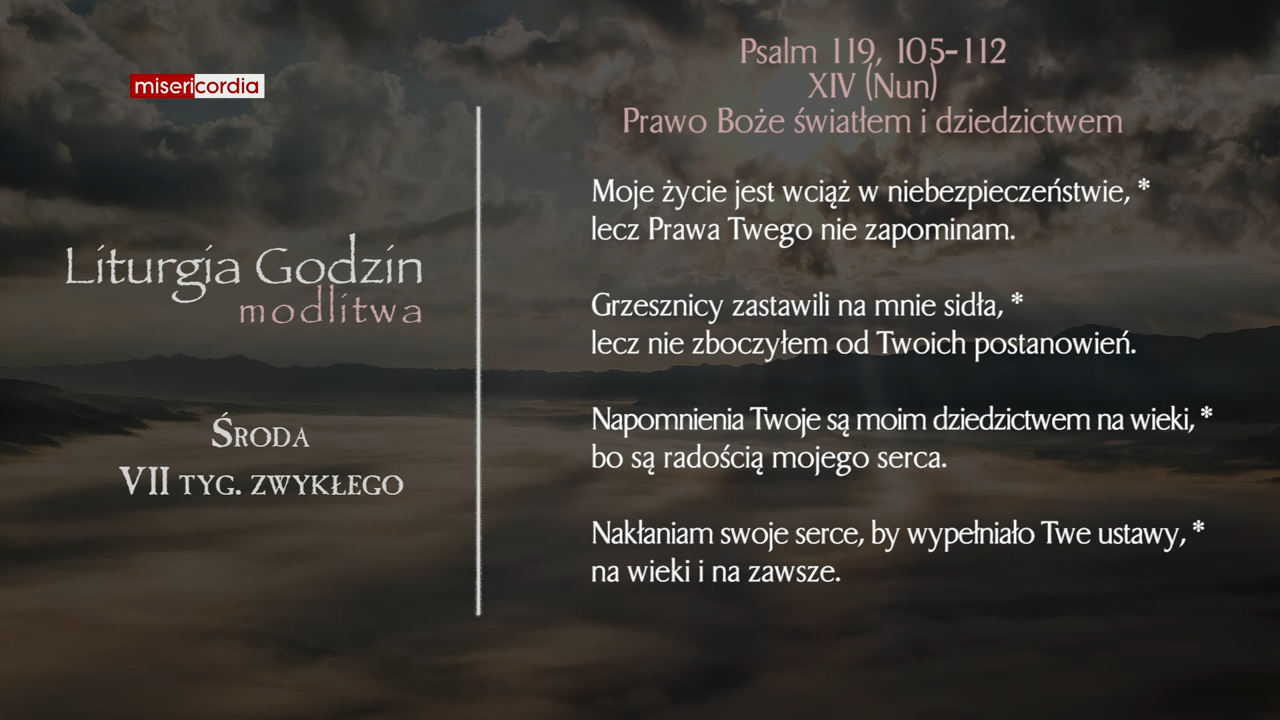 misericordia
Liturgia Godzin
modlitwa
Środa
VII tyg. zwykłego
Psalm 119, 105-112
XIV (Nun)
Prawo Boże światłem i dziedzictwem
Moje życie jest wciąż w niebezpieczeństwie, *
lecz Prawa Twego nie zapominam.
Grzesznicy zastawili na mnie sidła, *
lecz nie zboczyłem od Twoich postanowień.
Napomnienia Twoje są moim dziedzictwem na wieki, *
bo są radością mojego serca.
Nakłaniam swoje serce, by wypełniało Twe ustawy, *
na wieki i na zawsze.